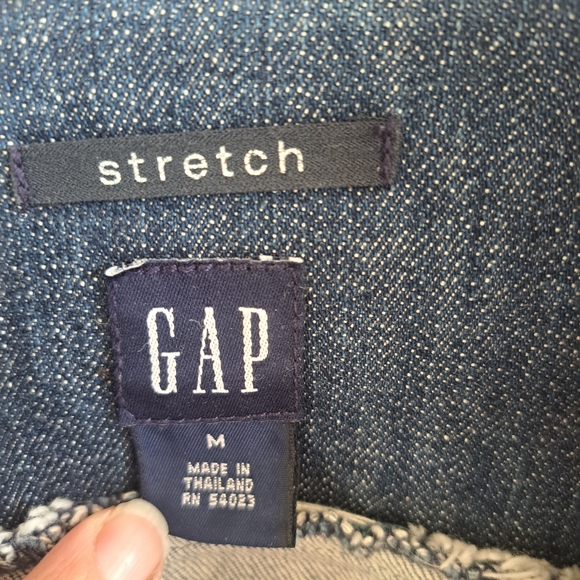 stretch
GAP
M
MADE IN
THAILAND
RN 54023